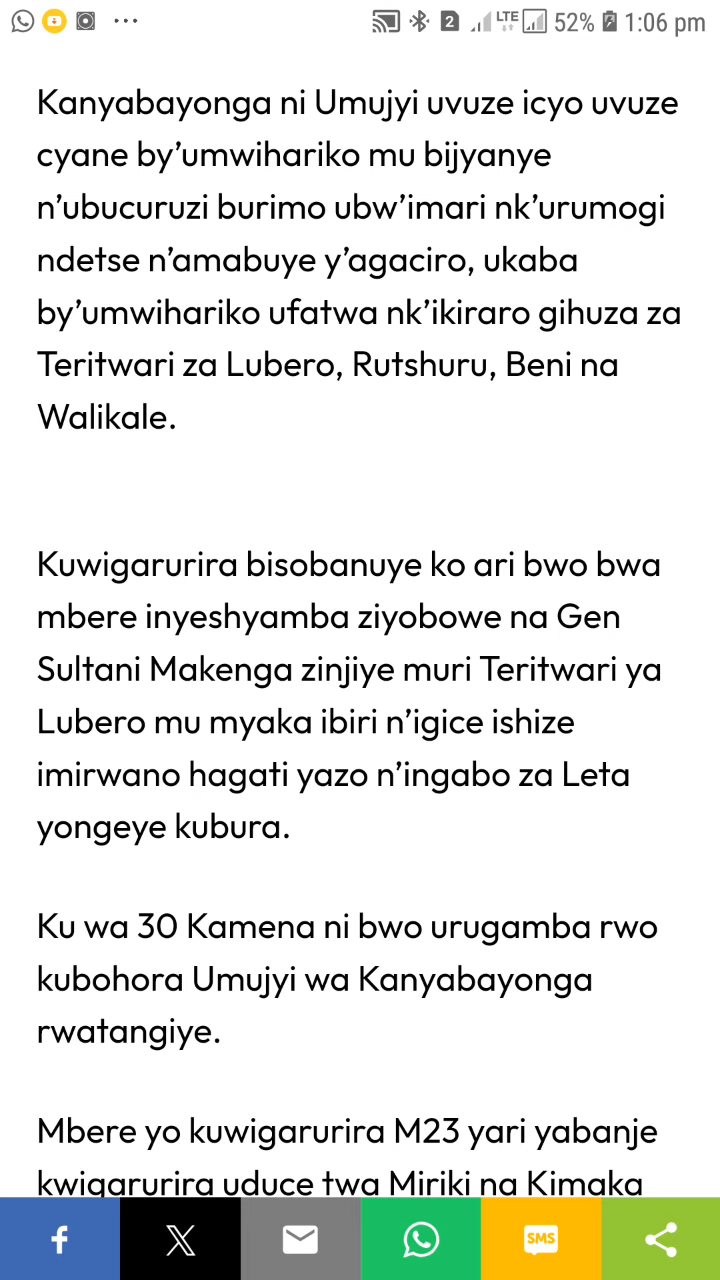 2 LTE 52% 1:06 pm
Kanyabayonga ni Umujyi uvuze icyo uvuze
cyane by’umwihariko mu bijyanye
n’ubucuruzi burimo ubw’imari nk’urumogi
ndetse n’amabuye y’agaciro, ukaba
by’umwihariko ufatwa nk’ikiraro gihuza za
Teritwari za Lubero, Rutshuru, Beni na
Walikale.
Kuwigarurira bisobanuye ko ari bwo bwa
mbere inyeshyamba ziyobowe na Gen
Sultani Makenga zinjiye muri Teritwari ya
Lubero mu myaka ibiri n’igice ishize
imirwano hagati yazo n’ingabo za Leta
yongeye kubura.
Ku wa 30 Kamena ni bwo urugamba rwo
kubohora Umujyi wa Kanyabayonga
rwatangiye.
Mbere yo kuwigarurira M23 yari yabanje
kwigarurira uduce twa Miriki na Kimaka
SMS